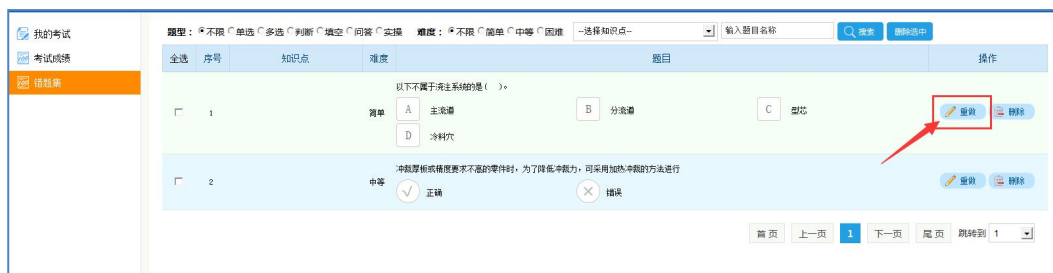 我的考试
考试成绩
错题集
题型： 不限 单选 多选 判断 填空 问答 实操 难度： 不限 简单 中等 困难 --选择知识点-- 输入题目名称 搜索 删除选中
全选 序号 知识点 难度 题目 操作
以下不属于浇注系统的是（ ）。
1 简单 A 主流道 B 分流道 C 型芯 重做 删除
D 冷料穴
冲裁厚板或精度要求不高的零件时，为了降低冲裁力，可采用加热冲裁的方法进行
2 中等 正确 错误 重做 删除
首页 上一页 1 下一页 尾页 跳转到 1